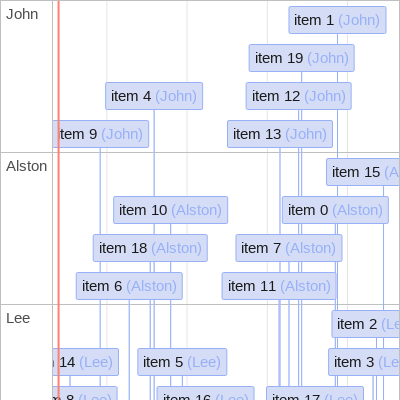 John
item 1 (John)
item 19 (John)
item 4 (John)
item 12 (John)
item 9 (John)
item 13 (John)
Alston
item 15 (A
item 10 (Alston)
item 0 (Alston)
item 18 (Alston)
item 7 (Alston)
item 6 (Alston)
item 11 (Alston)
Lee
item 2 (Le
14 (Lee)
item 5 (Lee)
item 3 (Le
8 (Lee)
item 16 (Lee)
item 17 (Lee)